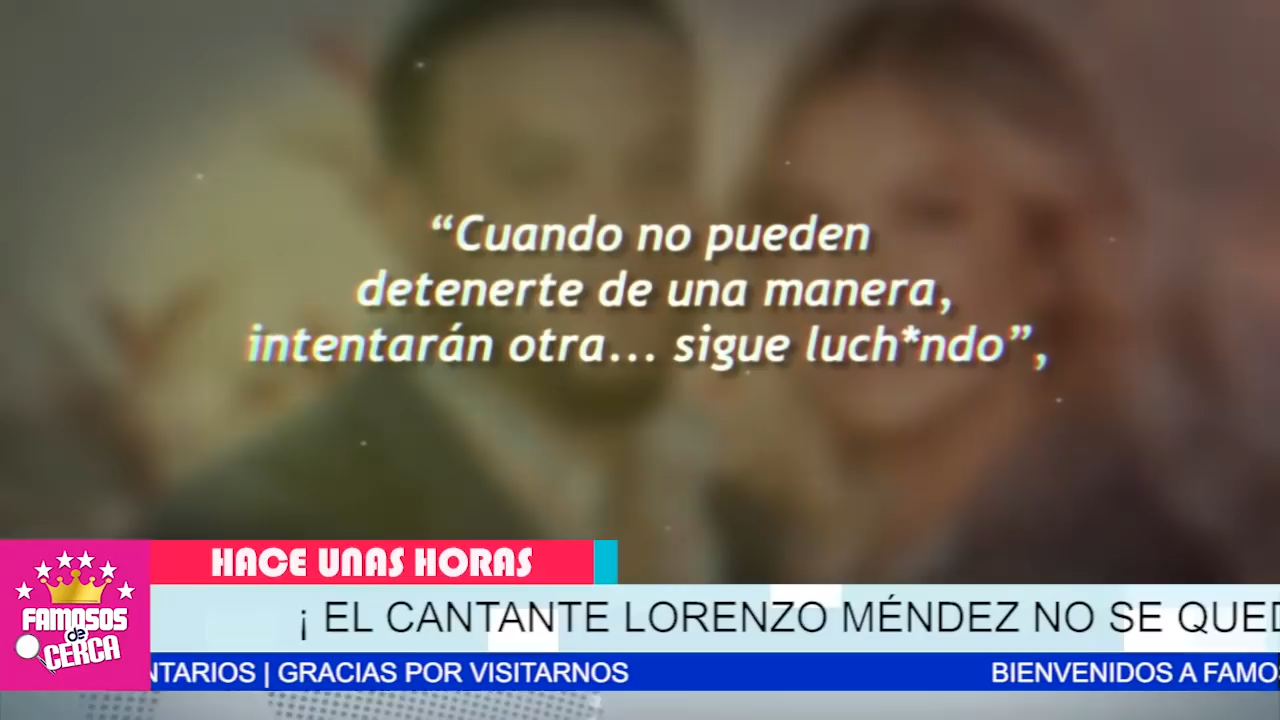 “Cuando no pueden
detenerte de una manera,
intentarán otra... sigue luch*ndo”,
HACE UNAS HORAS
¡ EL CANTANTE LORENZO MÉNDEZ NO SE QUED
FAMOSOS
de
CERCA
NTARIOS | GRACIAS POR VISITARNOS
BIENVENIDOS A FAMOS